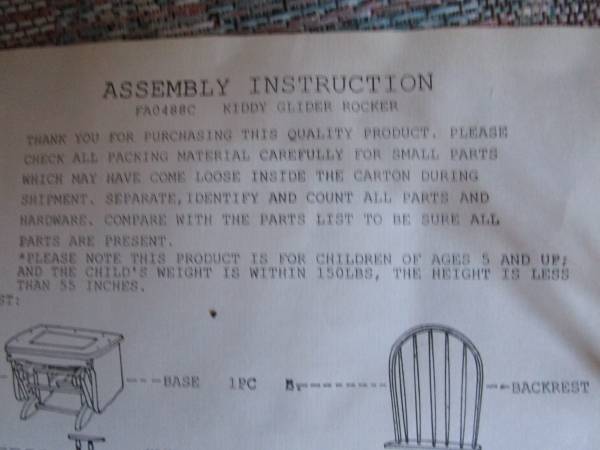 ASSEMBLY INSTRUCTION
FA0488C KIDDY GLIDER ROCKER
THANK YOU FOR PURCHASING THIS QUALITY PRODUCT. PLEASE
CHECK ALL PACKING MATERIAL CAREFULLY FOR SMALL PARTS
WHICH MAY HAVE COME LOOSE INSIDE THE CARTON DURING
SHIPMENT. SEPARATE, IDENTIFY AND COUNT ALL PARTS AND
HARDWARE. COMPARE WITH THE PARTS LIST TO BE SURE ALL
PARTS ARE PRESENT.
*PLEASE NOTE THIS PRODUCT IS FOR CHILDREN OF AGES 5 AND UP;
AND THE CHILD'S WEIGHT IS WITHIN 150LBS, THE HEIGHT IS LESS
THAN 55 INCHES.
ST:
---BASE 1PC B--------- --BACKREST